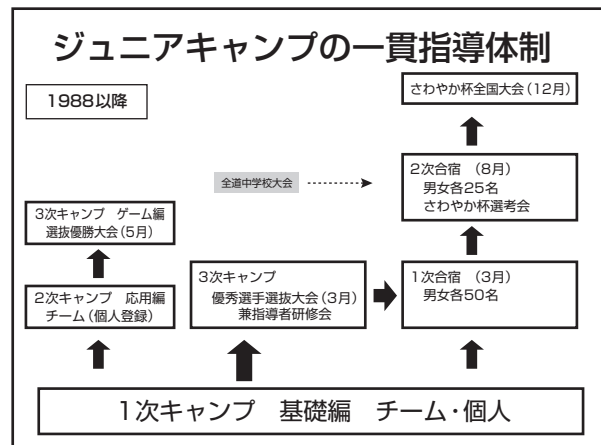 ジュニアキャンプの一貫指導体制
1988以降
さわやか杯全国大会(12月)
全道中学校大会
2次合宿 (8月)
男女各25名
さわやか杯選考会
3次キャンプ ゲーム編
選抜優勝大会(5月)
3次キャンプ
優秀選手選抜大会(3月)
兼指導者研修会
1次合宿 (3月)
男女各50名
2次キャンプ 応用編
チーム(個人登録)
1次キャンプ 基礎編 チーム・個人